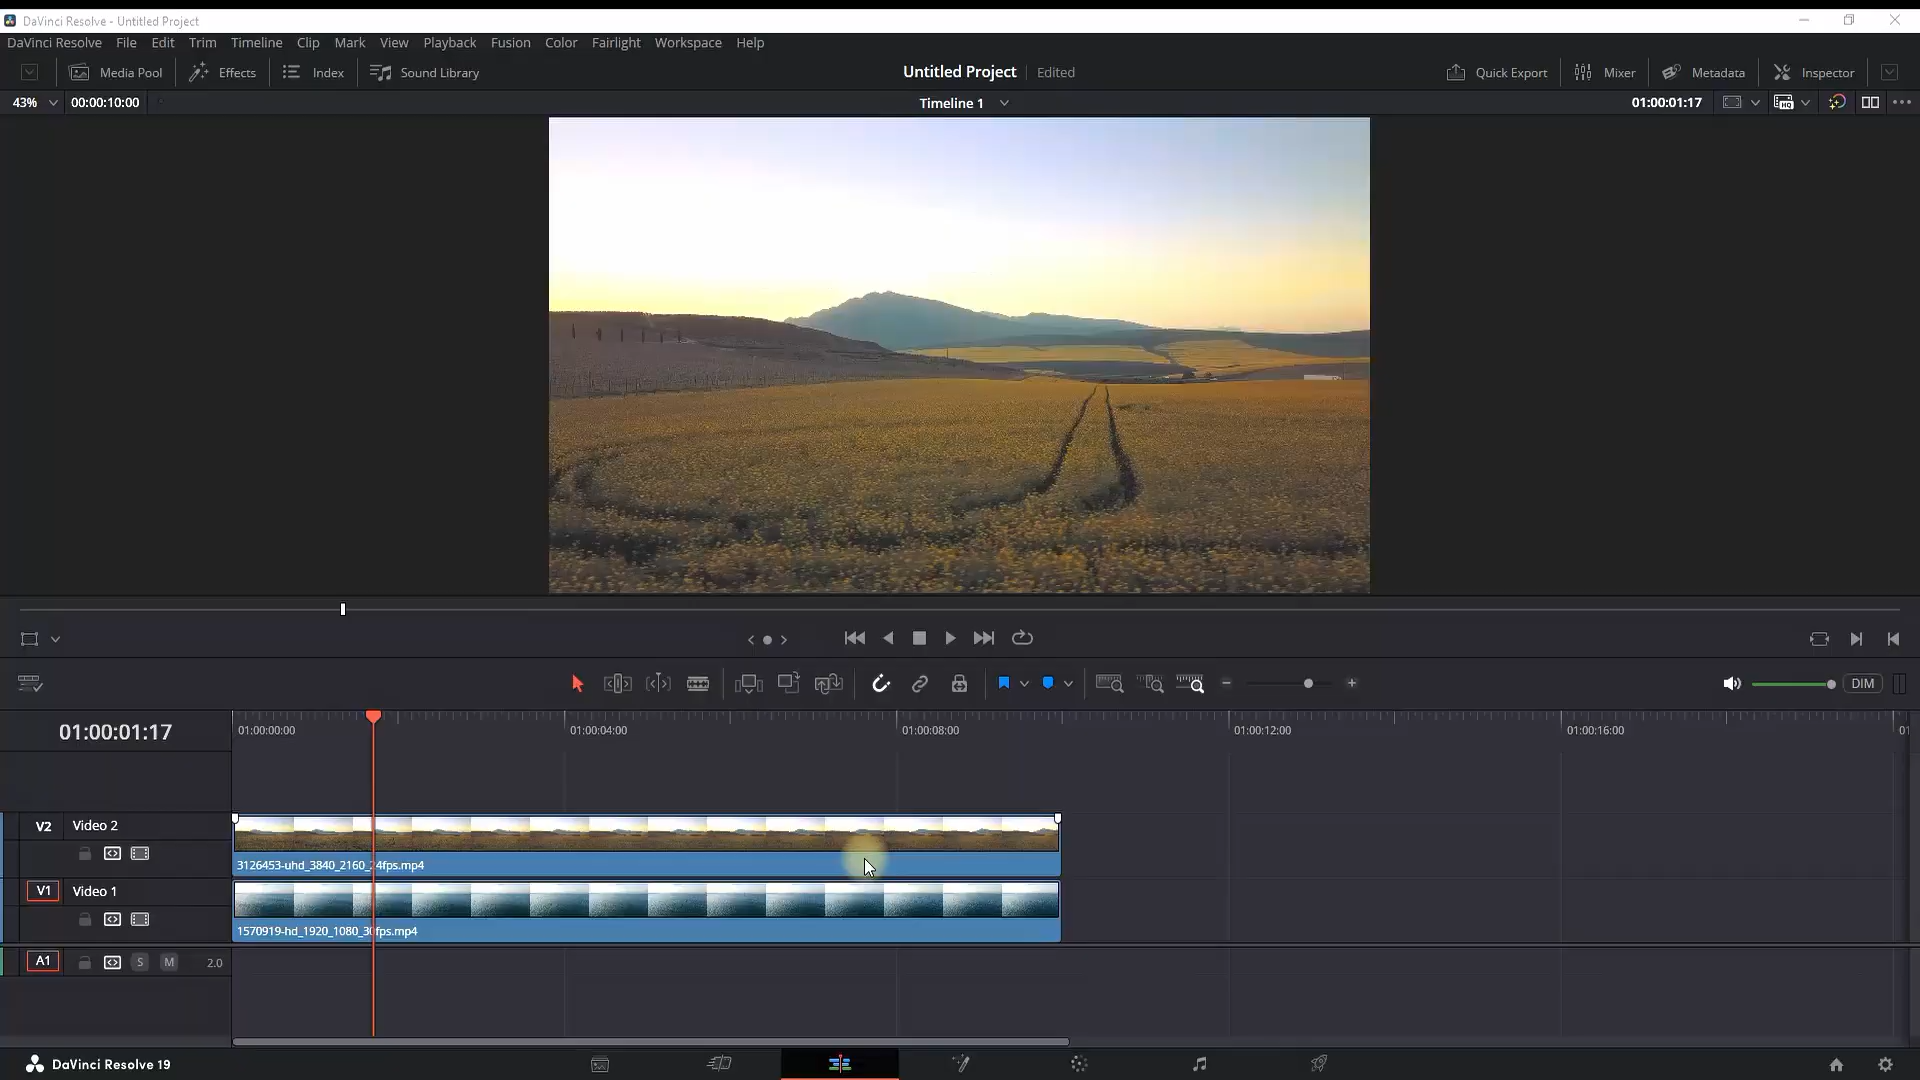 DaVinci Resolve - Untitled Project
DaVinci Resolve File Edit Trim Timeline Clip Mark View Playback Fusion Color Fairlight Workspace Help
Media Pool Effects Index Sound Library Untitled Project Edited Quick Export Mixer Metadata Inspector
43% 00:00:10:00 Timeline 1 01:00:01:17
DIM
01:00:01:17 01:00:00:00 01:00:04:00 01:00:08:00 01:00:12:00 01:00:16:00
V2 Video 2
3126453-uhd_3840_2160_24fps.mp4
V1 Video 1
1570919-hd_1920_1080_30fps.mp4
A1 S M 2.0
DaVinci Resolve 19